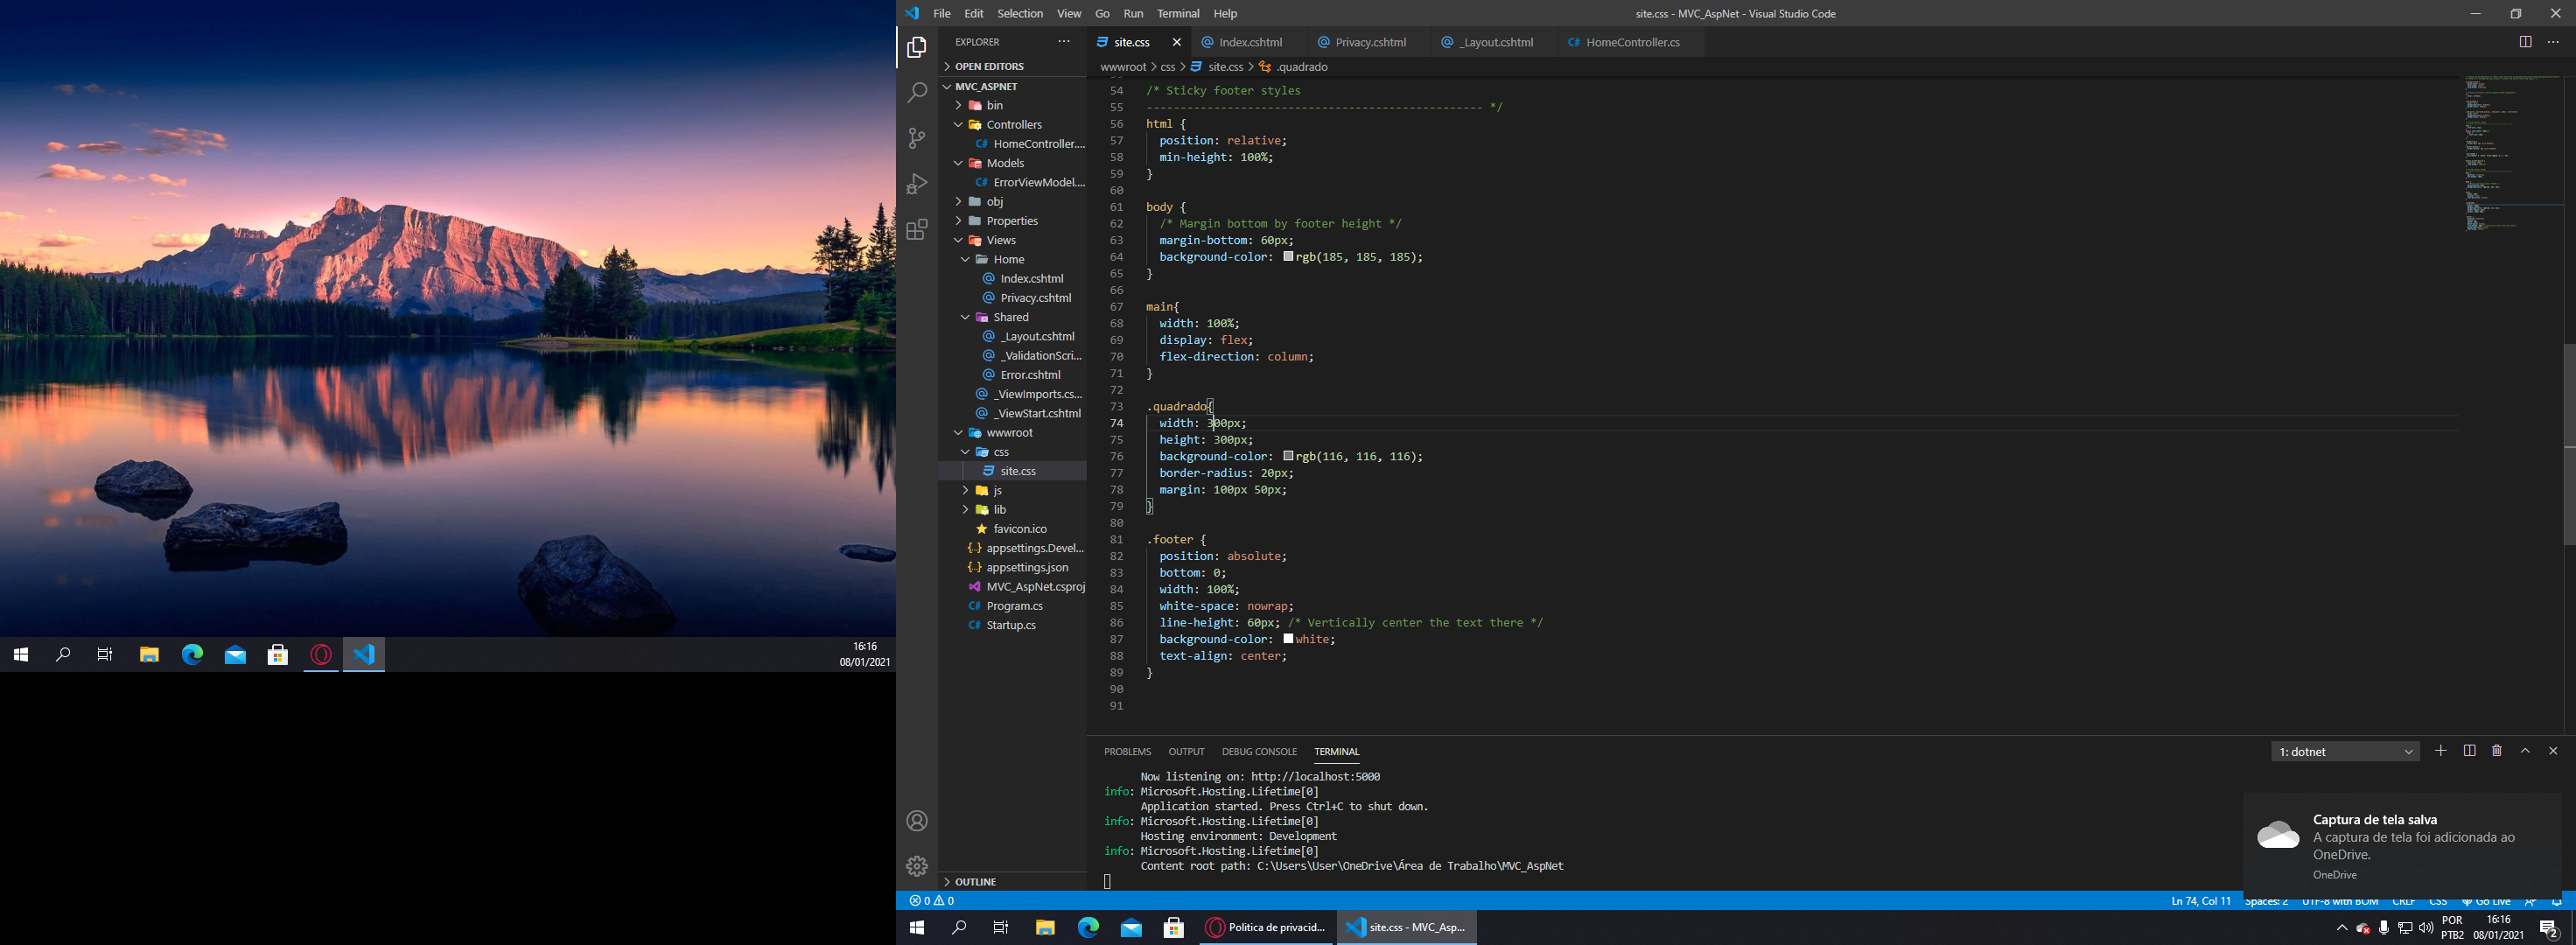 16:16
08/01/2021
File Edit Selection View Go Run Terminal Help
site.css - MVC_AspNet - Visual Studio Code
EXPLORER
OPEN EDITORS
MVC_ASPNET
bin
Controllers
C# HomeController....
Models
C# ErrorViewModel....
obj
Properties
Views
Home
Index.cshtml
Privacy.cshtml
Shared
_Layout.cshtml
_ValidationScri...
Error.cshtml
_ViewImports.cs...
_ViewStart.cshtml
wwwroot
css
site.css
js
lib
favicon.ico
{..} appsettings.Devel...
{..} appsettings.json
MVC_AspNet.csproj
C# Program.cs
C# Startup.cs
OUTLINE
site.css Index.cshtml Privacy.cshtml _Layout.cshtml C# HomeController.cs
wwwroot > css > site.css > .quadrado
54 /* Sticky footer styles
55 -------------------------------------------------- */
56 html {
57 position: relative;
58 min-height: 100%;
59 }
60
61 body {
62 /* Margin bottom by footer height */
63 margin-bottom: 60px;
64 background-color: rgb(185, 185, 185);
65 }
66
67 main{
68 width: 100%;
69 display: flex;
70 flex-direction: column;
71 }
72
73 .quadrado{
74 width: 300px;
75 height: 300px;
76 background-color: rgb(116, 116, 116);
77 border-radius: 20px;
78 margin: 100px 50px;
79 }
80
81 .footer {
82 position: absolute;
83 bottom: 0;
84 width: 100%;
85 white-space: nowrap;
86 line-height: 60px; /* Vertically center the text there */
87 background-color: white;
88 text-align: center;
89 }
90
91
PROBLEMS OUTPUT DEBUG CONSOLE TERMINAL
1: dotnet
Now listening on: http://localhost:5000
info: Microsoft.Hosting.Lifetime[0]
Application started. Press Ctrl+C to shut down.
info: Microsoft.Hosting.Lifetime[0]
Hosting environment: Development
info: Microsoft.Hosting.Lifetime[0]
Content root path: C:\Users\User\OneDrive\Área de Trabalho\MVC_AspNet
Captura de tela salva
A captura de tela foi adicionada ao
OneDrive.
OneDrive
0 0
Ln 74, Col 11 Spaces: 2 UTF-8 with BOM CRLF CSS Go Live
Politica de privacid... site.css - MVC_Asp...
POR
PTB2
16:16
08/01/2021
2